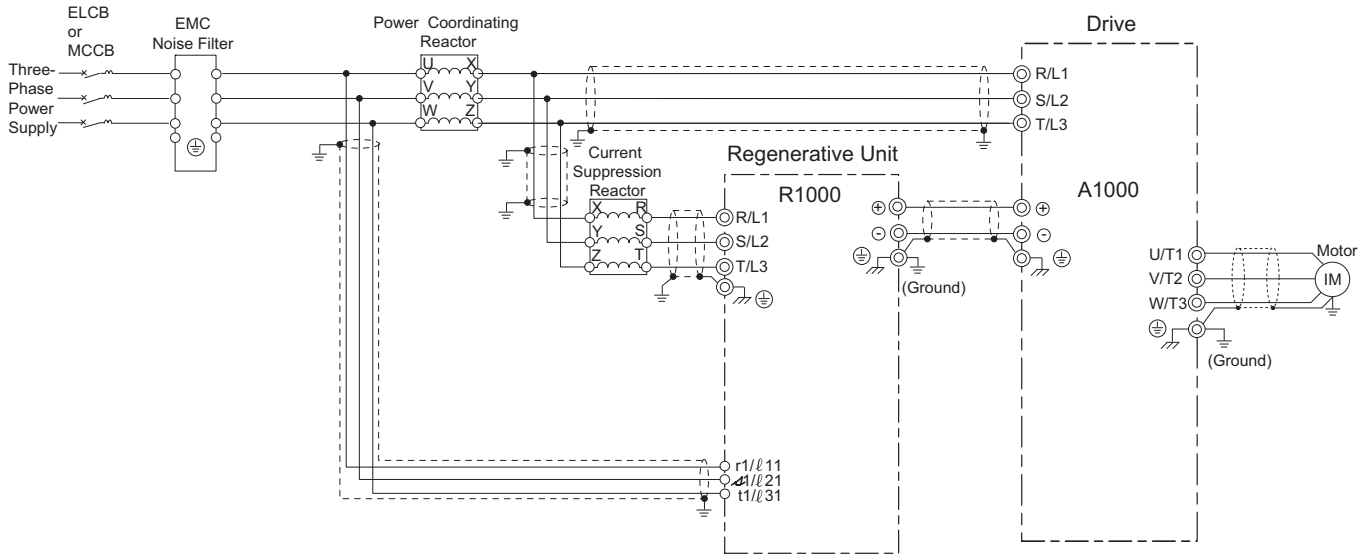 ELCB
or
MCCB
EMC
Noise Filter
Three-
Phase
Power
Supply
Power Coordinating
Reactor
U X
V Y
W Z
Drive
R/L1
S/L2
T/L3
A1000
Current
Suppression
Reactor
X R
Y S
Z T
Regenerative Unit
R1000
R/L1
S/L2
T/L3
+
−
+
−
(Ground)
U/T1
V/T2
W/T3
Motor
IM
(Ground)
r1/ℓ11
1/ℓ21
t1/ℓ31